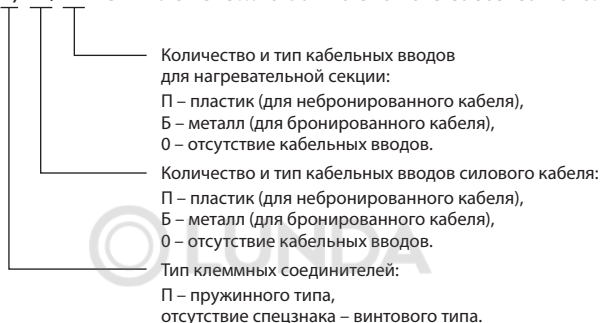 Количество и тип кабельных вводов
для нагревательной секции:
П – пластик (для небронированного кабеля),
Б – металл (для бронированного кабеля),
0 – отсутствие кабельных вводов.
Количество и тип кабельных вводов силового кабеля:
П – пластик (для небронированного кабеля),
Б – металл (для бронированного кабеля),
0 – отсутствие кабельных вводов.
LUNDA
Тип клеммных соединителей:
П – пружинного типа,
отсутствие спецзнака – винтового типа.